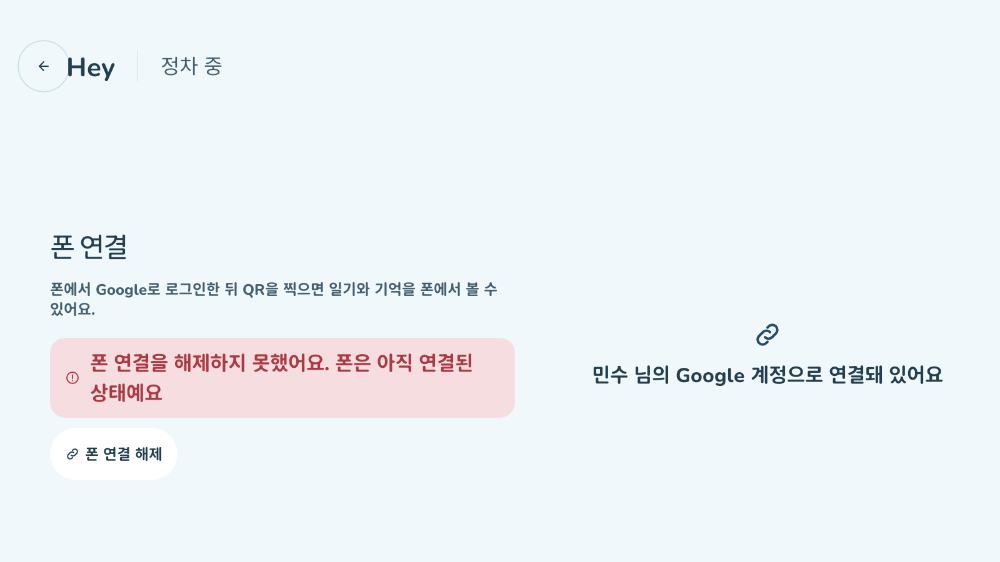 Hey
정차 중
폰 연결
폰에서 Google로 로그인한 뒤 QR을 찍으면 일기와 기억을 폰에서 볼 수
있어요.
폰 연결을 해제하지 못했어요. 폰은 아직 연결된
상태예요
폰 연결 해제
민수 님의 Google 계정으로 연결돼 있어요